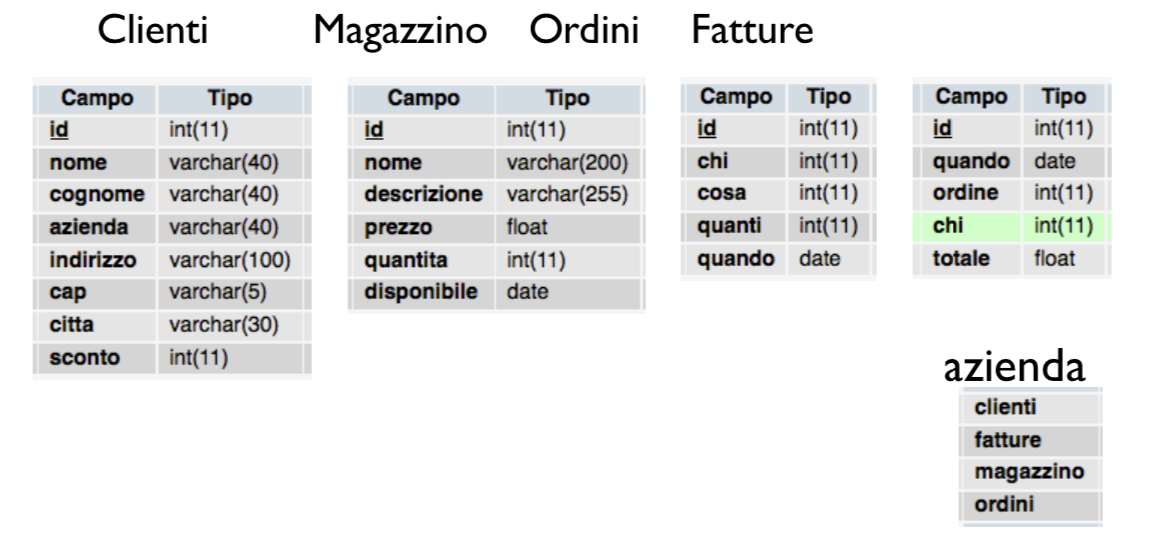 Clienti Magazzino Ordini Fatture
Campo Tipo
id int(11)
nome varchar(40)
cognome varchar(40)
azienda varchar(40)
indirizzo varchar(100)
cap varchar(5)
citta varchar(30)
sconto int(11)
Campo Tipo
id int(11)
nome varchar(200)
descrizione varchar(255)
prezzo float
quantita int(11)
disponibile date
Campo Tipo
id int(11)
chi int(11)
cosa int(11)
quanti int(11)
quando date
Campo Tipo
id int(11)
quando date
ordine int(11)
chi int(11)
totale float
azienda
clienti
fatture
magazzino
ordini